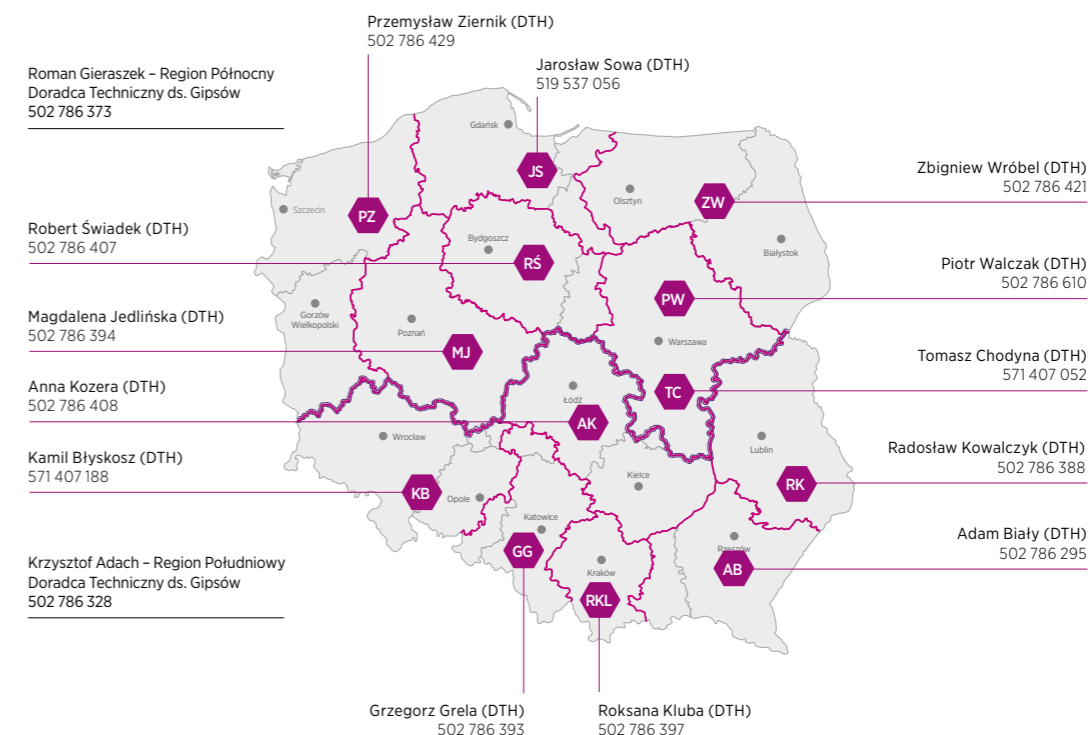 Przemysław Ziernik (DTH)
502 786 429
Roman Gieraszek – Region Północny
Doradca Techniczny ds. Gipsów
502 786 373
Jarosław Sowa (DTH)
519 537 056
Gdańsk
JS
Zbigniew Wróbel (DTH)
502 786 421
Olsztyn
ZW
Szczecin
PZ
Robert Świadek (DTH)
502 786 407
Bydgoszcz
RŚ
Białystok
Piotr Walczak (DTH)
502 786 610
PW
Gorzów
Wielkopolski
Poznań
Warszawa
Magdalena Jedlińska (DTH)
502 786 394
MJ
Tomasz Chodyna (DTH)
571 407 052
TC
Anna Kozera (DTH)
502 786 408
Łódź
AK
Wrocław
Lublin
Radosław Kowalczyk (DTH)
502 786 388
RK
Kamil Błyskosz (DTH)
571 407 188
KB
Opole
Kielce
Katowice
GG
Kraków
RKL
Rzeszów
AB
Adam Biały (DTH)
502 786 295
Krzysztof Adach – Region Południowy
Doradca Techniczny ds. Gipsów
502 786 328
Grzegorz Grela (DTH)
502 786 393
Roksana Kluba (DTH)
502 786 397